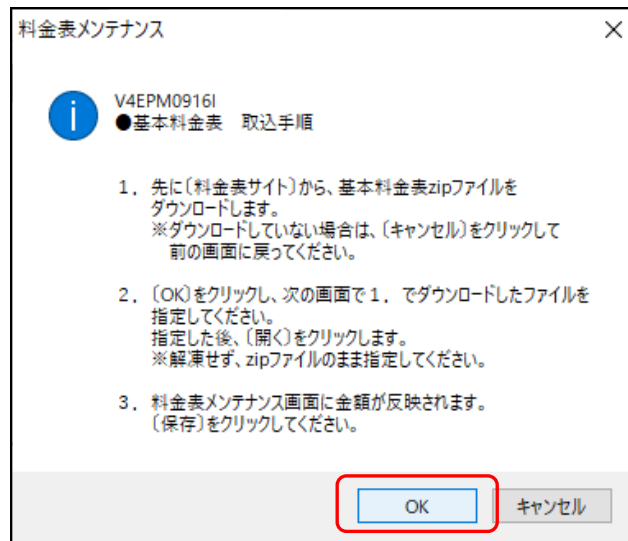 料金表メンテナンス
V4EPM0916I
●基本料金表　取込手順
１．先に〔料金表サイト〕から、基本料金表zipファイルを
ダウンロードします。
※ダウンロードしていない場合は、〔キャンセル〕をクリックして
前の画面に戻ってください。
２．〔OK〕をクリックし、次の画面で１．でダウンロードしたファイルを
指定してください。
指定した後、〔開く〕をクリックします。
※解凍せず、zipファイルのまま指定してください。
３．料金表メンテナンス画面に金額が反映されます。
〔保存〕をクリックしてください。
OK
キャンセル